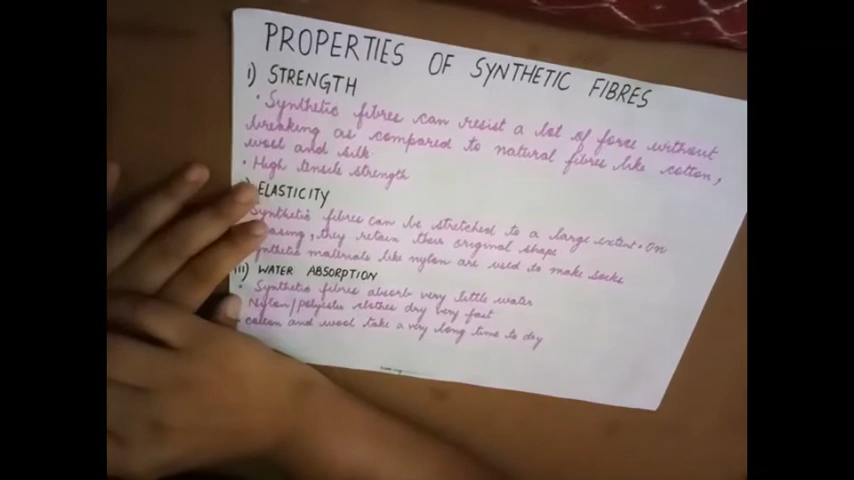 PROPERTIES OF SYNTHETIC FIBRES
i) STRENGTH
• Synthetic fibres can resist a lot of force without
breaking as compared to natural fibres like cotton,
wool and silk.
• High tensile strength
) ELASTICITY
Synthetic fibres can be stretched to a large extent. On
easing, they retain their original shape
nthetic materials like nylon are used to make socks
iii) WATER ABSORPTION
• Synthetic fibres absorb very little water
Nylon/polyester clothes dry very fast
cotton and wool take a very long time to dry